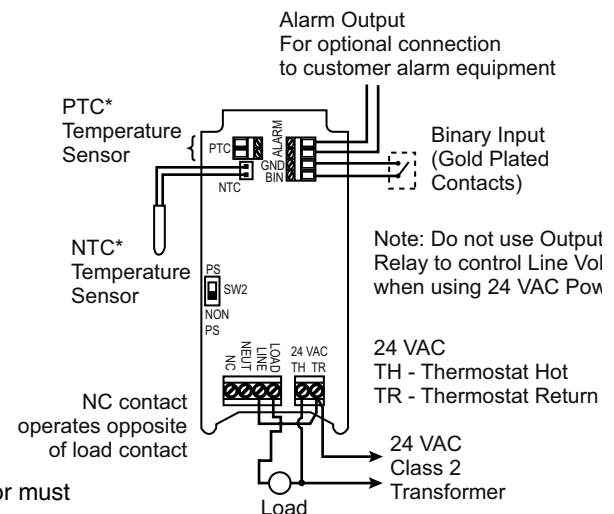 Alarm Output
For optional connection
to customer alarm equipment
PTC*
Temperature
Sensor
PTC
ALARM
GND
BIN
NTC
Binary Input
(Gold Plated
Contacts)
NTC*
Temperature
Sensor
PS
SW2
NON
PS
Note: Do not use Output
Relay to control Line Vol
when using 24 VAC Pow
NC
NEUT
LINE
LOAD
24 VAC
TH TR
24 VAC
TH - Thermostat Hot
TR - Thermostat Return
NC contact
operates opposite
of load contact
24 VAC
Class 2
Transformer
or must
Load